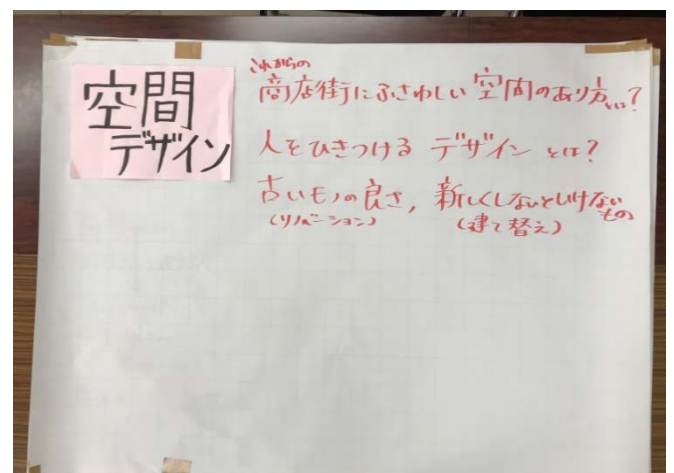 空間
デザイン
これからの
商店街にふさわしい空間のあり方とは?
人をひきつけるデザインとは?
古いモノの良さ,新しくしないといけないもの
(リノベーション) (建て替え)